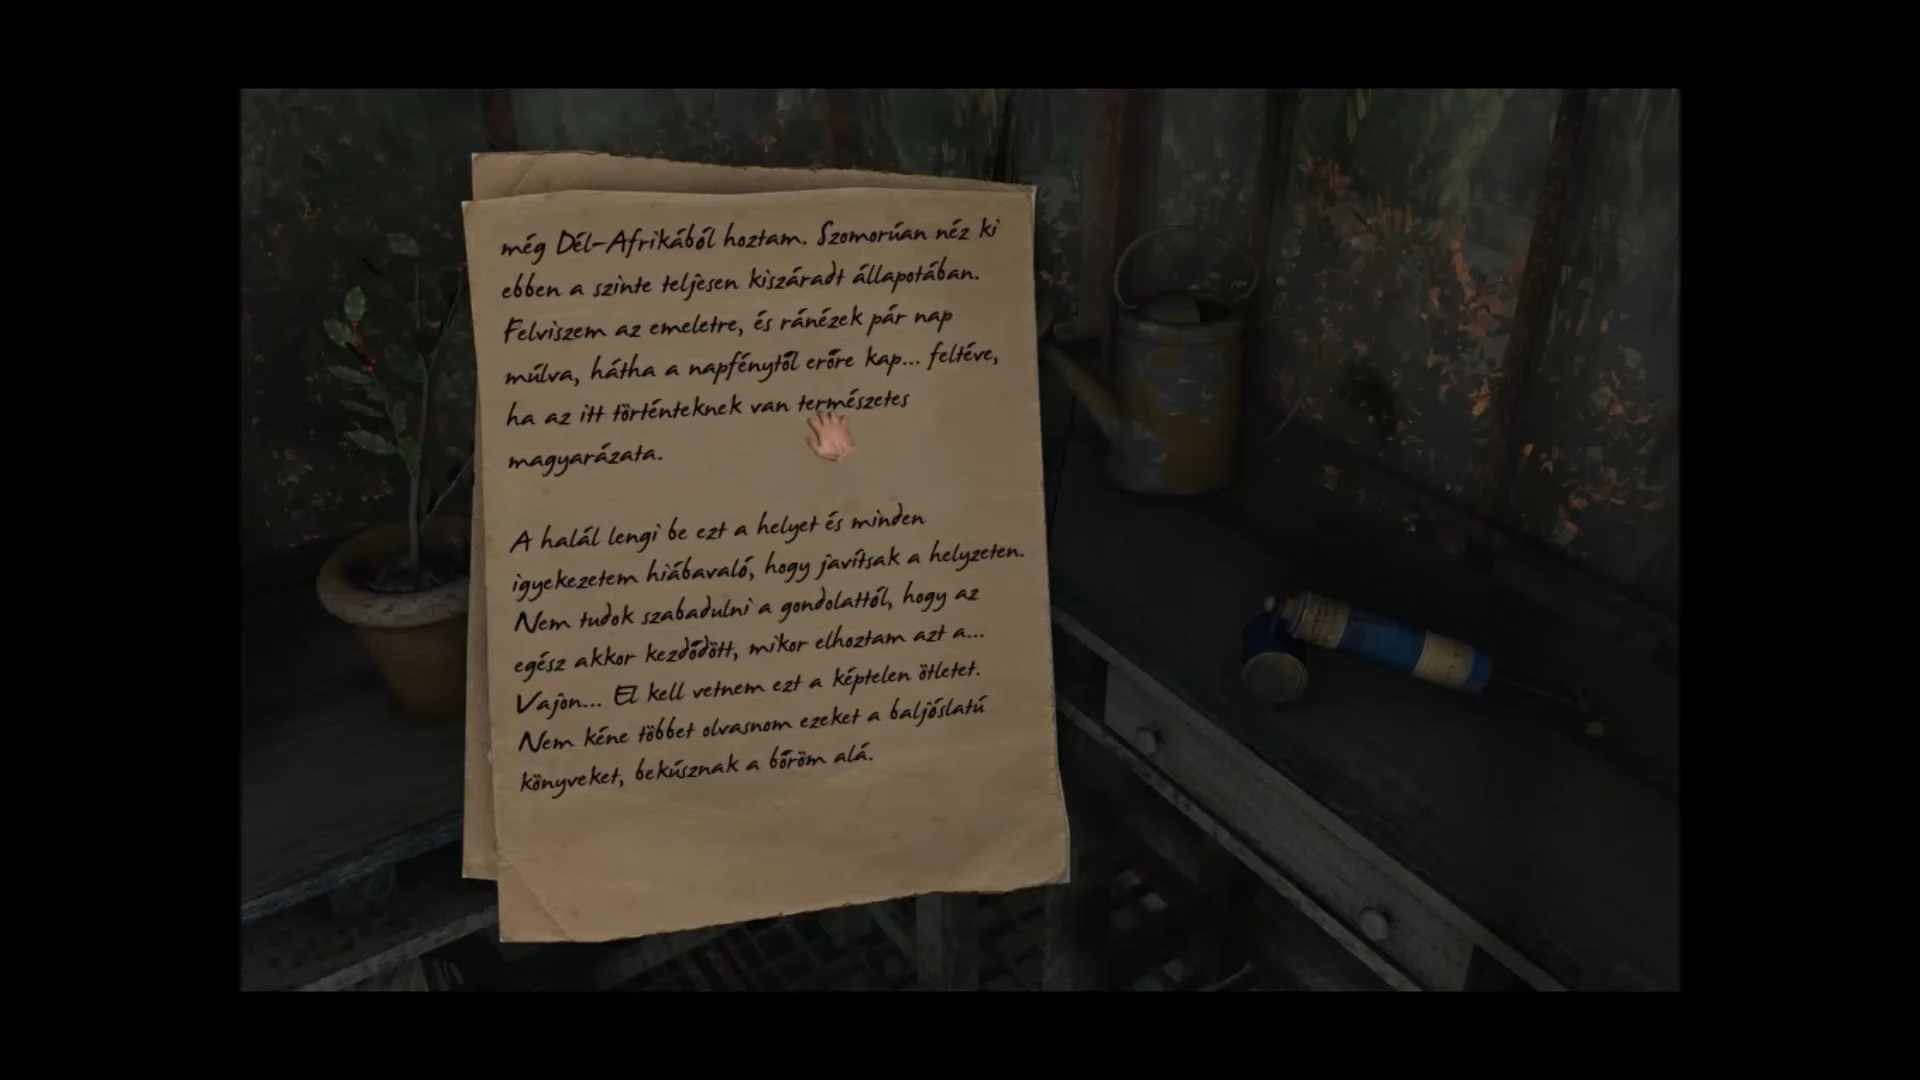 még Dél-Afrikából hoztam. Szomorúan néz ki
ebben a szinte teljesen kiszáradt állapotában.
Felviszem az emeletre, és ránézek pár nap
múlva, hátha a napfénytől erőre kap... feltéve,
ha az itt történteknek van természetes
magyarázata.
A halál lengi be ezt a helyet és minden
igyekezetem hiábavaló, hogy javítsak a helyzeten.
Nem tudok szabadulni a gondolattól, hogy az
egész akkor kezdődött, mikor elhoztam azt a...
Vajon... El kell vetnem ezt a képtelen ötletet.
Nem kéne többet olvasnom ezeket a baljóslatú
könyveket, bekúsznak a bőröm alá.